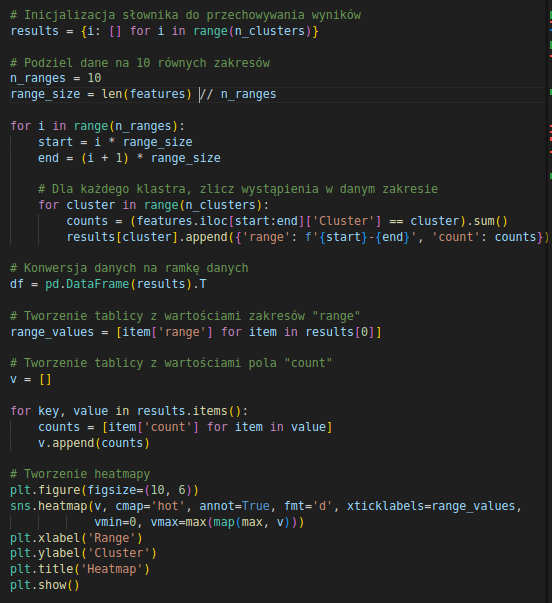 # Inicjalizacja słownika do przechowywania wyników
results = {i: [] for i in range(n_clusters)}
# Podziel dane na 10 równych zakresów
n_ranges = 10
range_size = len(features) // n_ranges
for i in range(n_ranges):
    start = i * range_size
    end = (i + 1) * range_size
    # Dla każdego klastra, zlicz wystąpienia w danym zakresie
    for cluster in range(n_clusters):
        counts = (features.iloc[start:end]['Cluster'] == cluster).sum()
        results[cluster].append({'range': f'{start}-{end}', 'count': counts})
# Konwersja danych na ramkę danych
df = pd.DataFrame(results).T
# Tworzenie tablicy z wartościami zakresów "range"
range_values = [item['range'] for item in results[0]]
# Tworzenie tablicy z wartościami pola "count"
v = []
for key, value in results.items():
    counts = [item['count'] for item in value]
    v.append(counts)
# Tworzenie heatmapy
plt.figure(figsize=(10, 6))
sns.heatmap(v, cmap='hot', annot=True, fmt='d', xticklabels=range_values,
            vmin=0, vmax=max(map(max, v)))
plt.xlabel('Range')
plt.ylabel('Cluster')
plt.title('Heatmap')
plt.show()